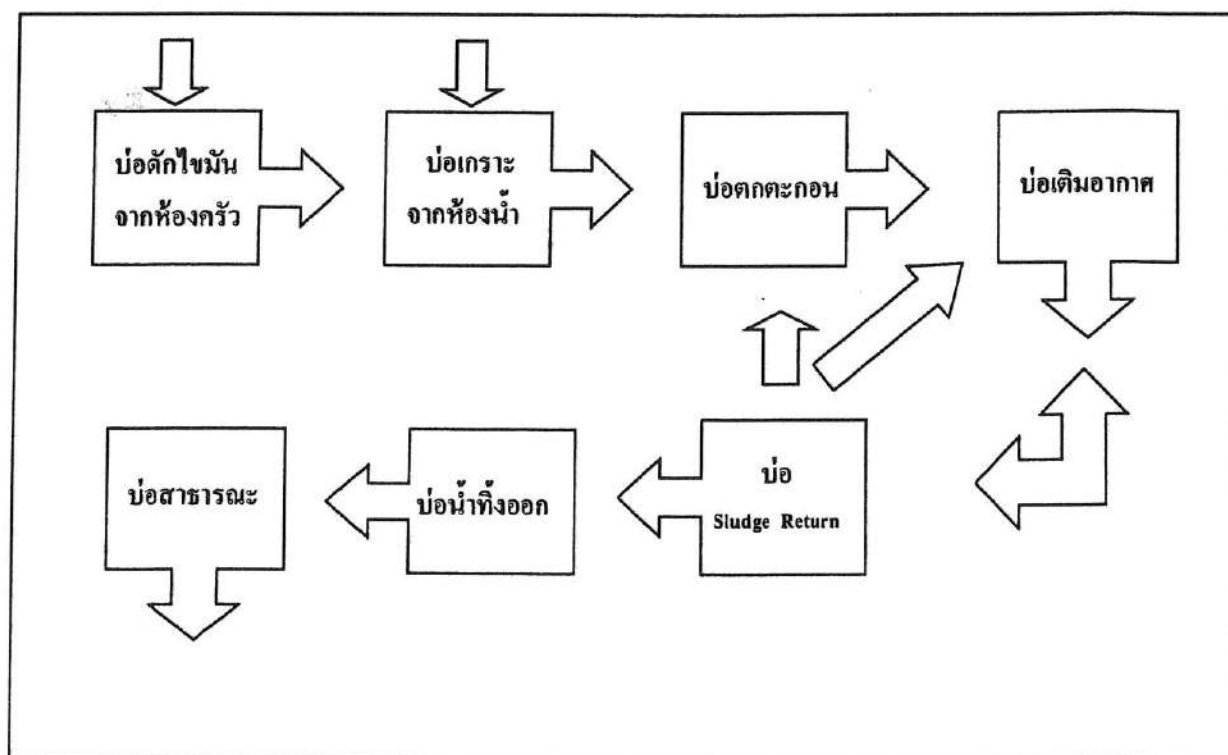 บ่อดักไขมัน
จากห้องครัว
บ่อเกราะ
จากห้องน้ำ
บ่อตกตะกอน
บ่อเติมอากาศ
บ่อสาธารณะ
บ่อน้ำทิ้งออก
บ่อ
Sludge Return